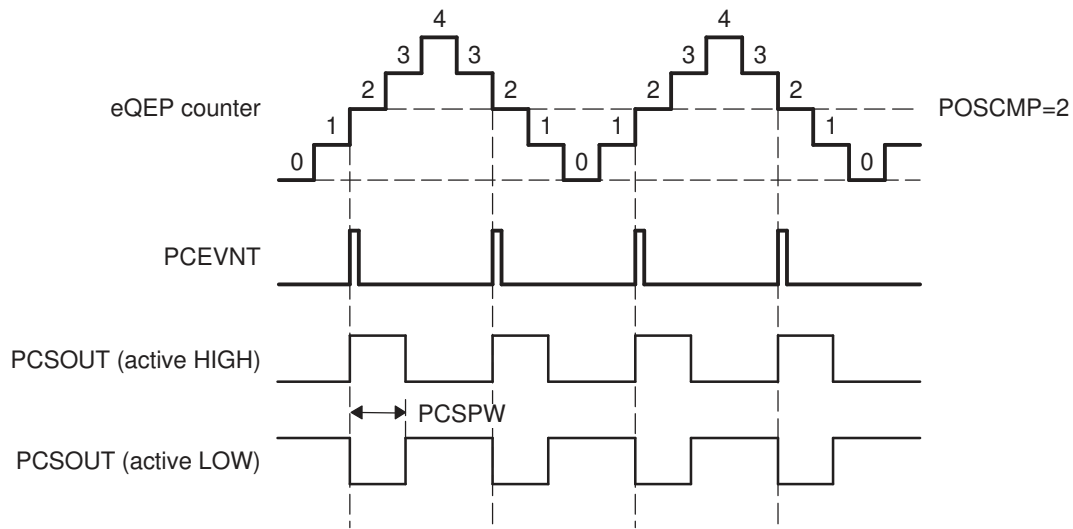 4 4
3 3 3 3
2 2 2 2
eQEP counter POSCMP=2
1 1 1 1
0 0 0
PCEVNT
PCSOUT (active HIGH)
PCSPW
PCSOUT (active LOW)